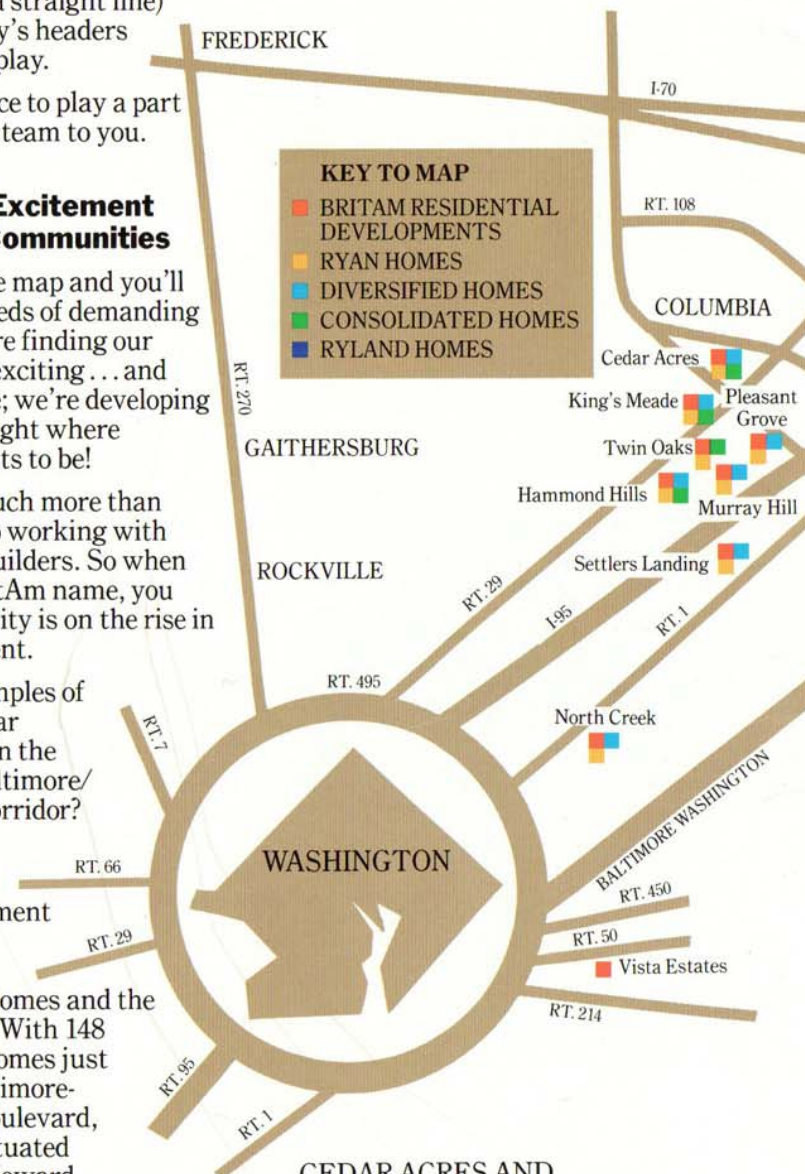 a straight line)
y's headers
play.
ce to play a part
team to you.
Excitement
ommunities
e map and you'll
eds of demanding
re finding our
exciting...and
e; we're developing
ght where
ts to be!
uch more than
o working with
uilders. So when
tAm name, you
ity is on the rise in
nt.
nples of
ar
n the
ltimore/
orridor?
ment
omes and the
With 148
omes just
imore-
oulevard,
tuated
FREDERICK
I-70
KEY TO MAP
BRITAM RESIDENTIAL
DEVELOPMENTS
RYAN HOMES
DIVERSIFIED HOMES
CONSOLIDATED HOMES
RYLAND HOMES
RT. 108
COLUMBIA
Cedar Acres
King's Meade
Pleasant
Grove
Twin Oaks
Hammond Hills
Murray Hill
Settlers Landing
RT. 270
GAITHERSBURG
ROCKVILLE
RT. 29
I-95
RT. 1
RT. 495
North Creek
RT. 7
BALTIMORE WASHINGTON
WASHINGTON
RT. 66
RT. 450
RT. 29
RT. 50
Vista Estates
RT. 214
RT. 95
RT. 1
CEDAR ACRES AND